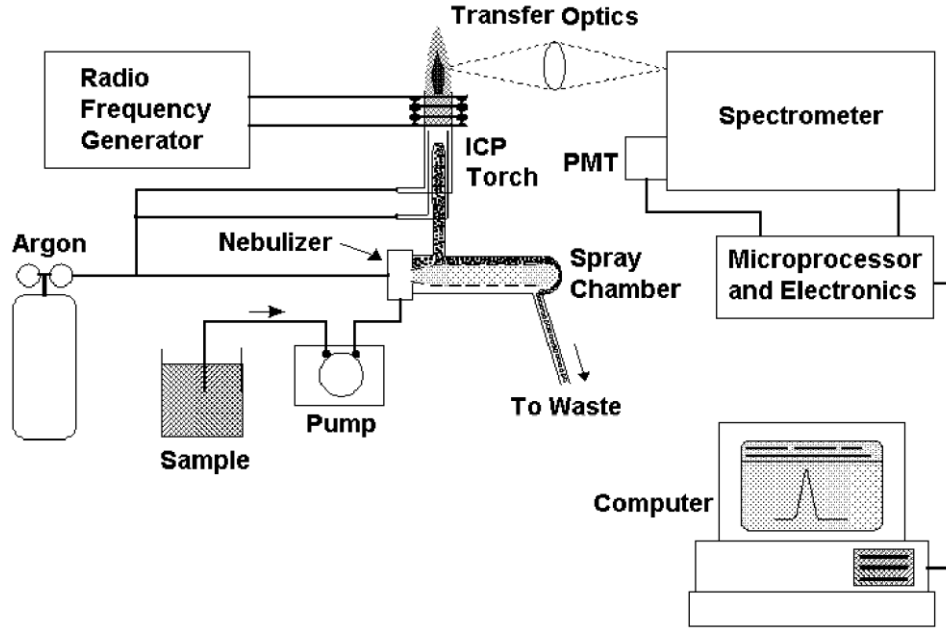 Transfer Optics
Radio
Frequency
Generator
Spectrometer
ICP
Torch
PMT
Argon
Nebulizer
Spray
Chamber
Microprocessor
and Electronics
To Waste
Pump
Sample
Computer